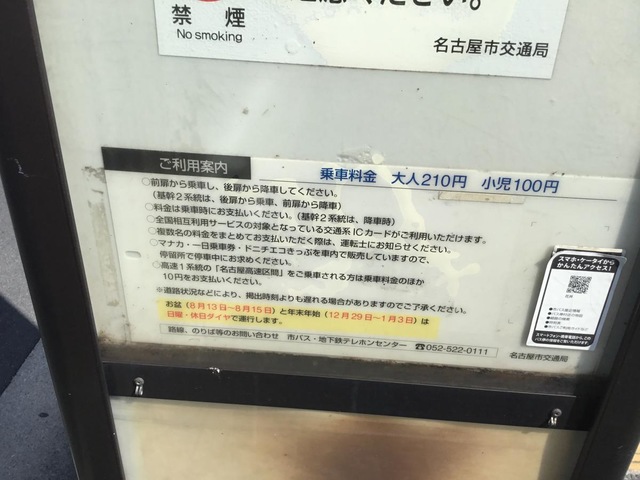 禁煙
No smoking
ください。
名古屋市交通局
ご利用案内
乗車料金 大人210円 小児100円
○前扉から乗車し、後扉から降車してください。
（基幹２系統は、後扉から乗車、前扉から降車）
○料金は乗車時にお支払いください。（基幹２系統は、降車時）
○全国相互利用サービスの対象となっている交通系ＩＣカードがご利用いただけます。
○複数名の料金をまとめてお支払いただく際は、運転士にお知らせください。
○マナカ・一日乗車券・ドニチエコきっぷを車内で販売していますので、
停留所で停車中にお求めください。
○高速１系統の「名古屋高速区間」をご乗車される方は乗車料金のほか
10円をお支払いください。
※道路状況などにより、掲出時刻よりも遅れる場合がありますのでご了承ください。
お盆（８月13日～８月15日）と年末年始（12月29日～１月３日）は
日曜・休日ダイヤで運行します。
路線、のりば等のお問い合わせ 市バス・地下鉄テレホンセンター ☎052-522-0111
名古屋市交通局
スマホ・ケータイから
かんたんアクセス！